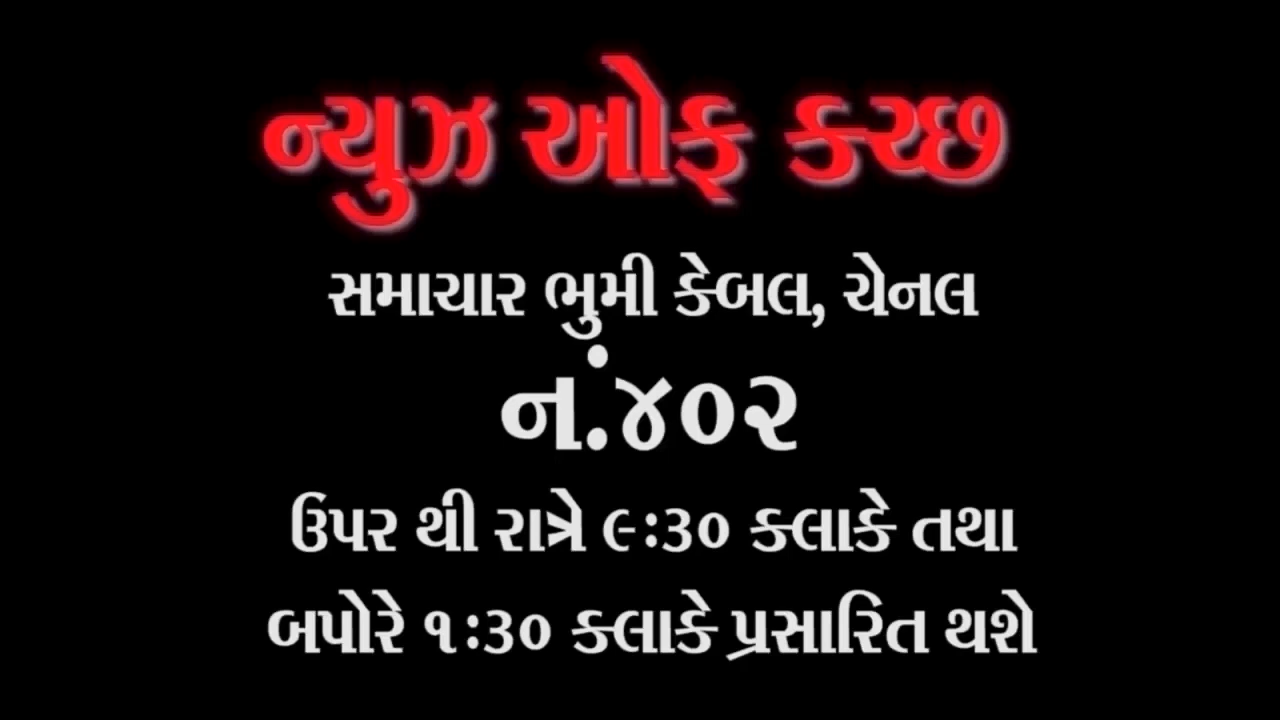 ન્યુઝ ઓફ કચ્છ
સમાચાર ભુમી કેબલ, ચેનલ
નં.૪૦૨
ઉપર થી રાત્રે ૯:૩૦ કલાકે તથા
બપોરે ૧:૩૦ કલાકે પ્રસારિત થશે